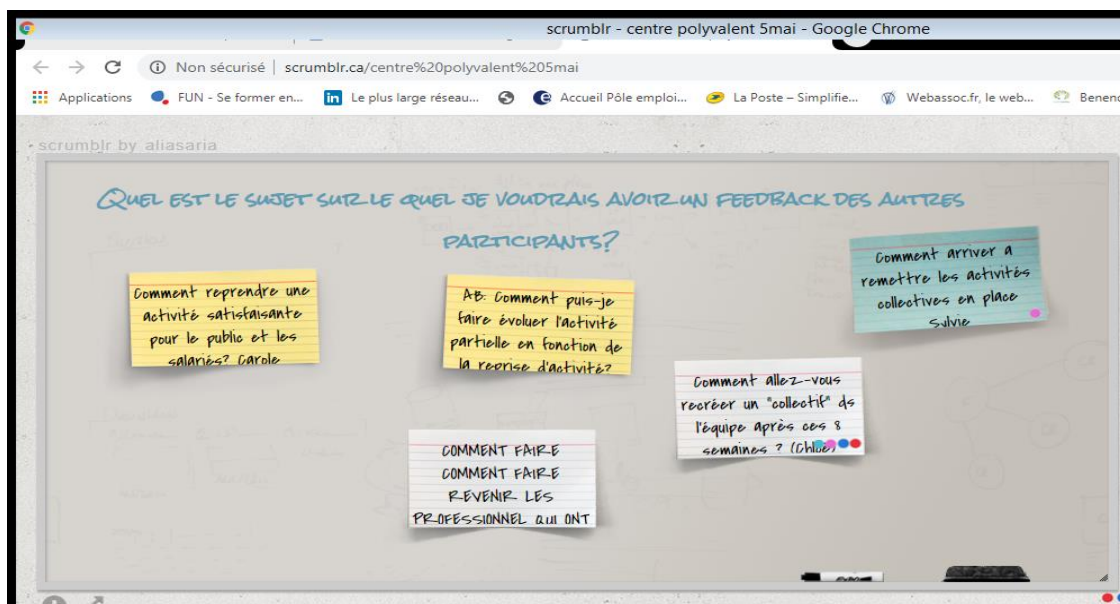 scrumblr - centre polyvalent 5mai - Google Chrome
Non sécurisé | scrumblr.ca/centre%20polyvalent%205mai
Applications FUN - Se former en... in Le plus large réseau... Accueil Pôle emploi... La Poste – Simplifie... Webassoc.fr, le web...
scrumblr by aliasaria
QUEL EST LE SUJET SUR LE QUEL JE VOUDRAIS AVOIR UN FEEDBACK DES AUTRES
PARTICIPANTS?
Comment reprendre une
activité satisfaisante
pour le public et les
salariés? Carole
AB: Comment puis-je
faire évoluer l'activité
partielle en fonction de
la reprise d'activité?
Comment arriver a
remettre les activités
collectives en place
Sylvie
Comment allez-vous
recréer un "collectif" ds
l'équipe après ces 8
semaines ? (Chloé)
COMMENT FAIRE
COMMENT FAIRE
REVENIR LES
PROFESSIONNEL QUI ONT